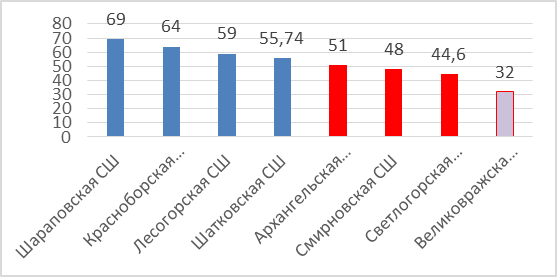 69
64
59
55,74
51
48
44,6
32
80
70
60
50
40
30
20
10
0
Шараповская СШ
Красноборская...
Лесогорская СШ
Шатковская СШ
Архангельская...
Смирновская СШ
Светлогорская...
Великовражска...